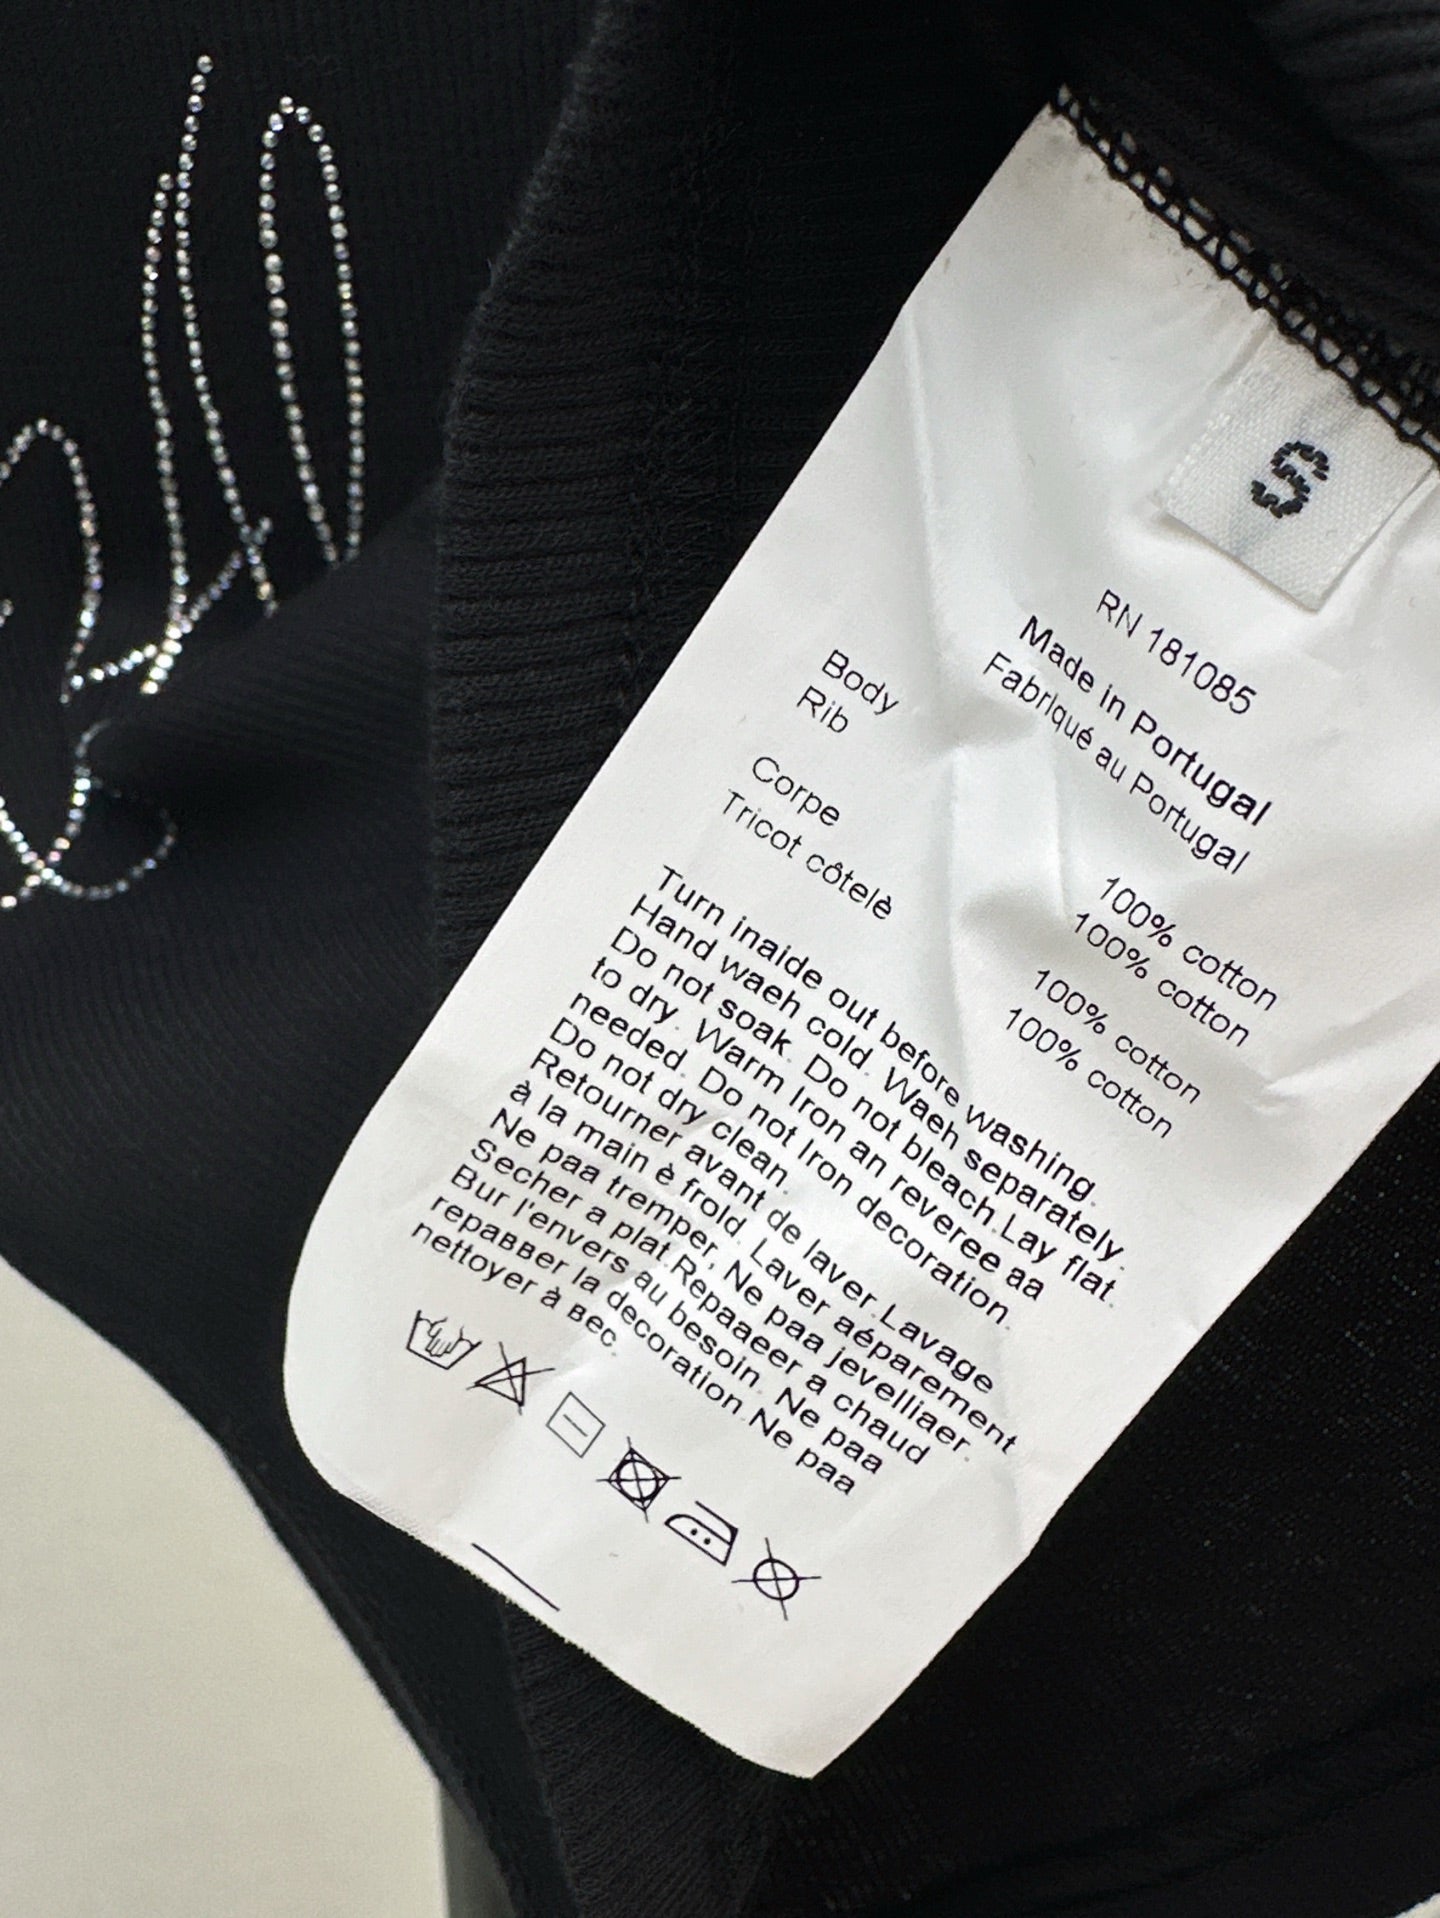 S
RN 181085
Made in Portugal
Fabriqué au Portugal
Body 100% cotton
Rib 100% cotton
Corpe 100% cotton
Tricot côtelè 100% cotton
Turn inaide out before washing.
Hand waeh cold. Waeh separately.
Do not soak. Do not bleach.Lay flat.
to dry. Warm Iron an reveree aa
needed. Do not Iron decoration.
Do not dry clean.
Retourner avant de laver.Lavage
à la main è frold. Laver aéparement
Ne paa tremper, Ne paa jevelliaer.
Secher a plat.Repaaeer a chaud
Bur l'envers au besoin. Ne paa
repaBBer la decoration.Ne paa
nettoyer à Bec.